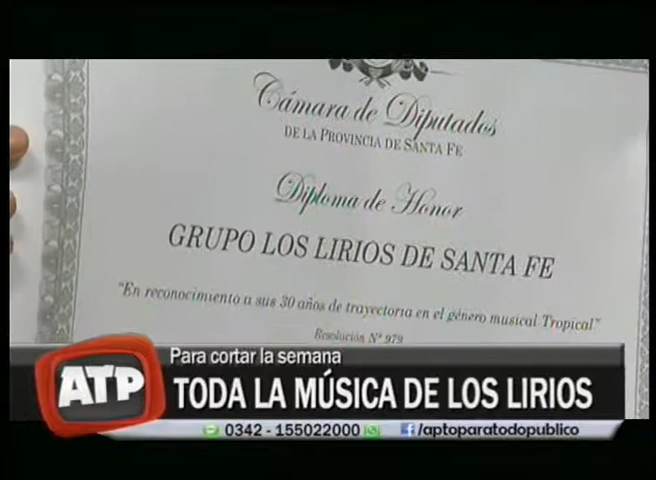 Cámara de Diputados
DE LA PROVINCIA DE SANTA FE
Diploma de Honor
GRUPO LOS LIRIOS DE SANTA FE
"En reconocimiento a sus 30 años de trayectoria en el género musical Tropical"
Resolución Nº 979
ATP
Para cortar la semana
TODA LA MÚSICA DE LOS LIRIOS
0342 - 155022000 /aptoparatodopublico